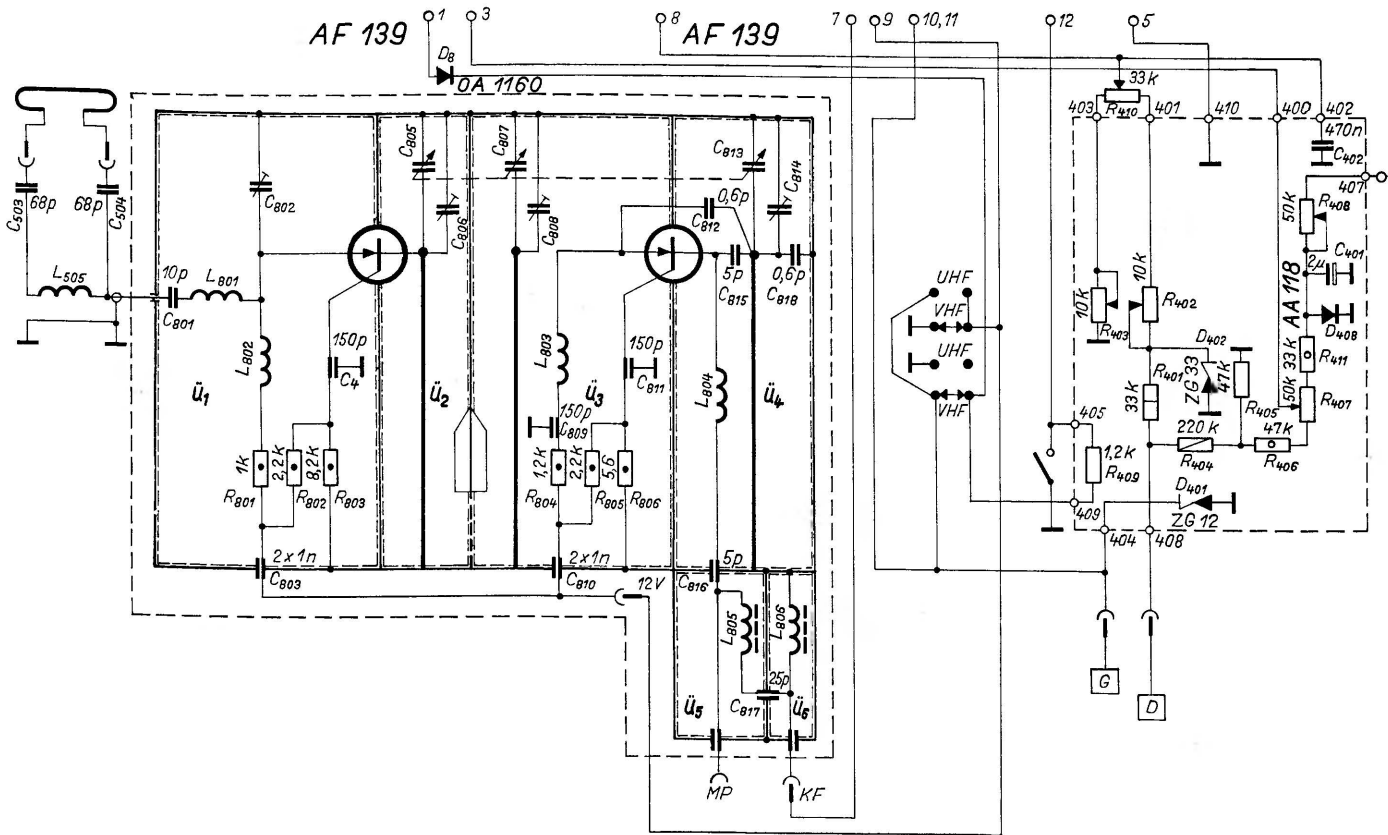 1
3
8
7
9
10,11
12
5
AF 139
AF 139
D8
OA 1160
33k
R410
403
401
410
400
402
470n
C402
407
C503
68p
68p
C504
L505
10p
C801
L801
C802
L802
150p
C4
ü1
1k
R801
2,2k
R802
8,2k
R803
2x1n
C803
C805
C806
ü2
C807
C808
L803
150p
C809
ü3
1,2k
R804
2,2k
R805
5,6
R806
150p
C811
2x1n
C810
12V
0,6p
C812
C813
C814
5p
C815
0,6p
C818
L804
ü4
5p
C816
L805
L806
25p
C817
ü5
ü6
MP
KF
UHF
VHF
UHF
VHF
10k
R403
10k
R402
D402
ZG 33
R401
33k
47k
R405
220k
R404
47k
R406
50k
R408
2µ
C401
AA 118
D408
33k
R411
50k
R407
405
1,2k
R409
409
D401
ZG 12
404
408
G
D